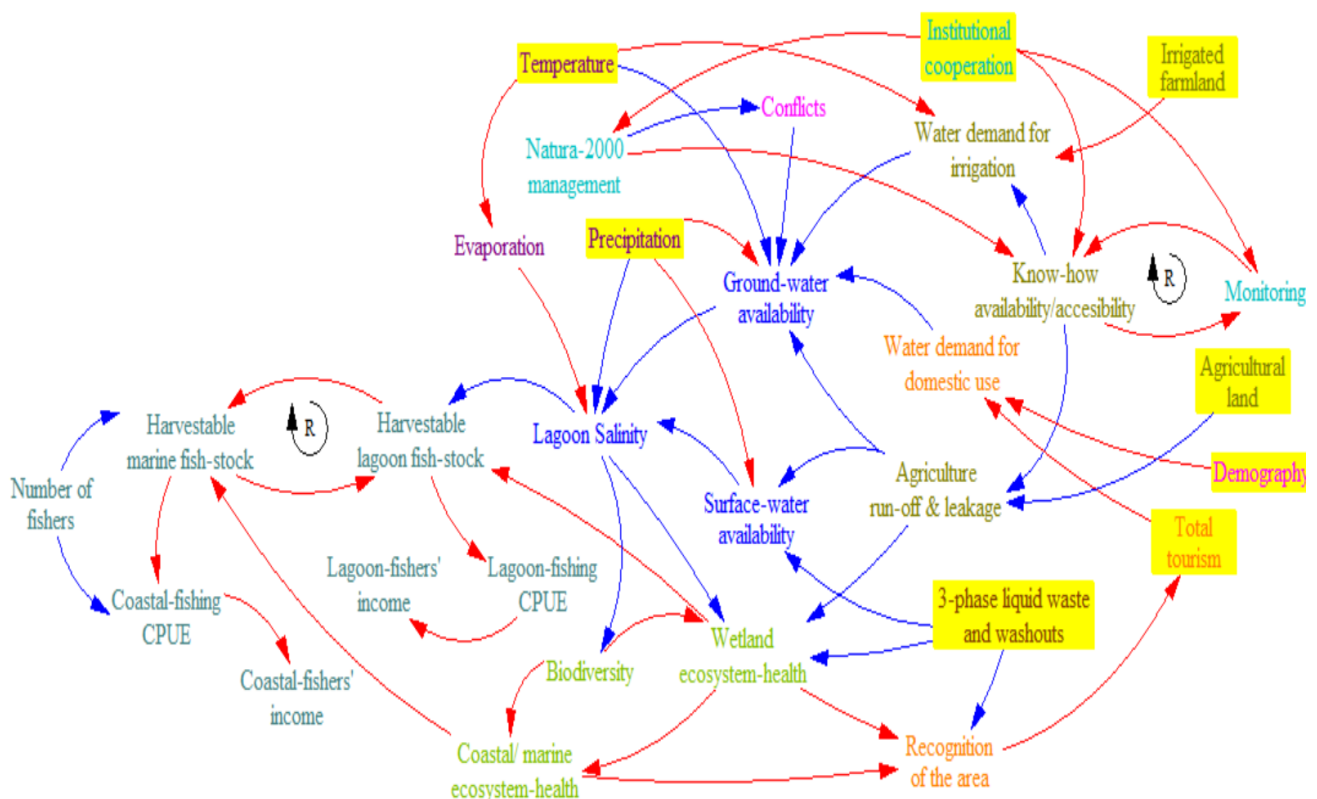 Institutional
cooperation
Irrigated
farmland
Temperature
Conflicts
Water demand for
irrigation
Natura-2000
management
Evaporation
Precipitation
Ground-water
availability
Know-how
availability/accesibility
R
Monitoring
Water demand for
domestic use
Agricultural
land
Harvestable
marine fish-stock
R
Harvestable
lagoon fish-stock
Lagoon Salinity
Number of
fishers
Surface-water
availability
Agriculture
run-off & leakage
Demography
Total
tourism
Coastal-fishing
CPUE
Lagoon-fishers'
income
Lagoon-fishing
CPUE
3-phase liquid waste
and washouts
Wetland
ecosystem-health
Biodiversity
Coastal-fishers'
income
Coastal/ marine
ecosystem-health
Recognition
of the area